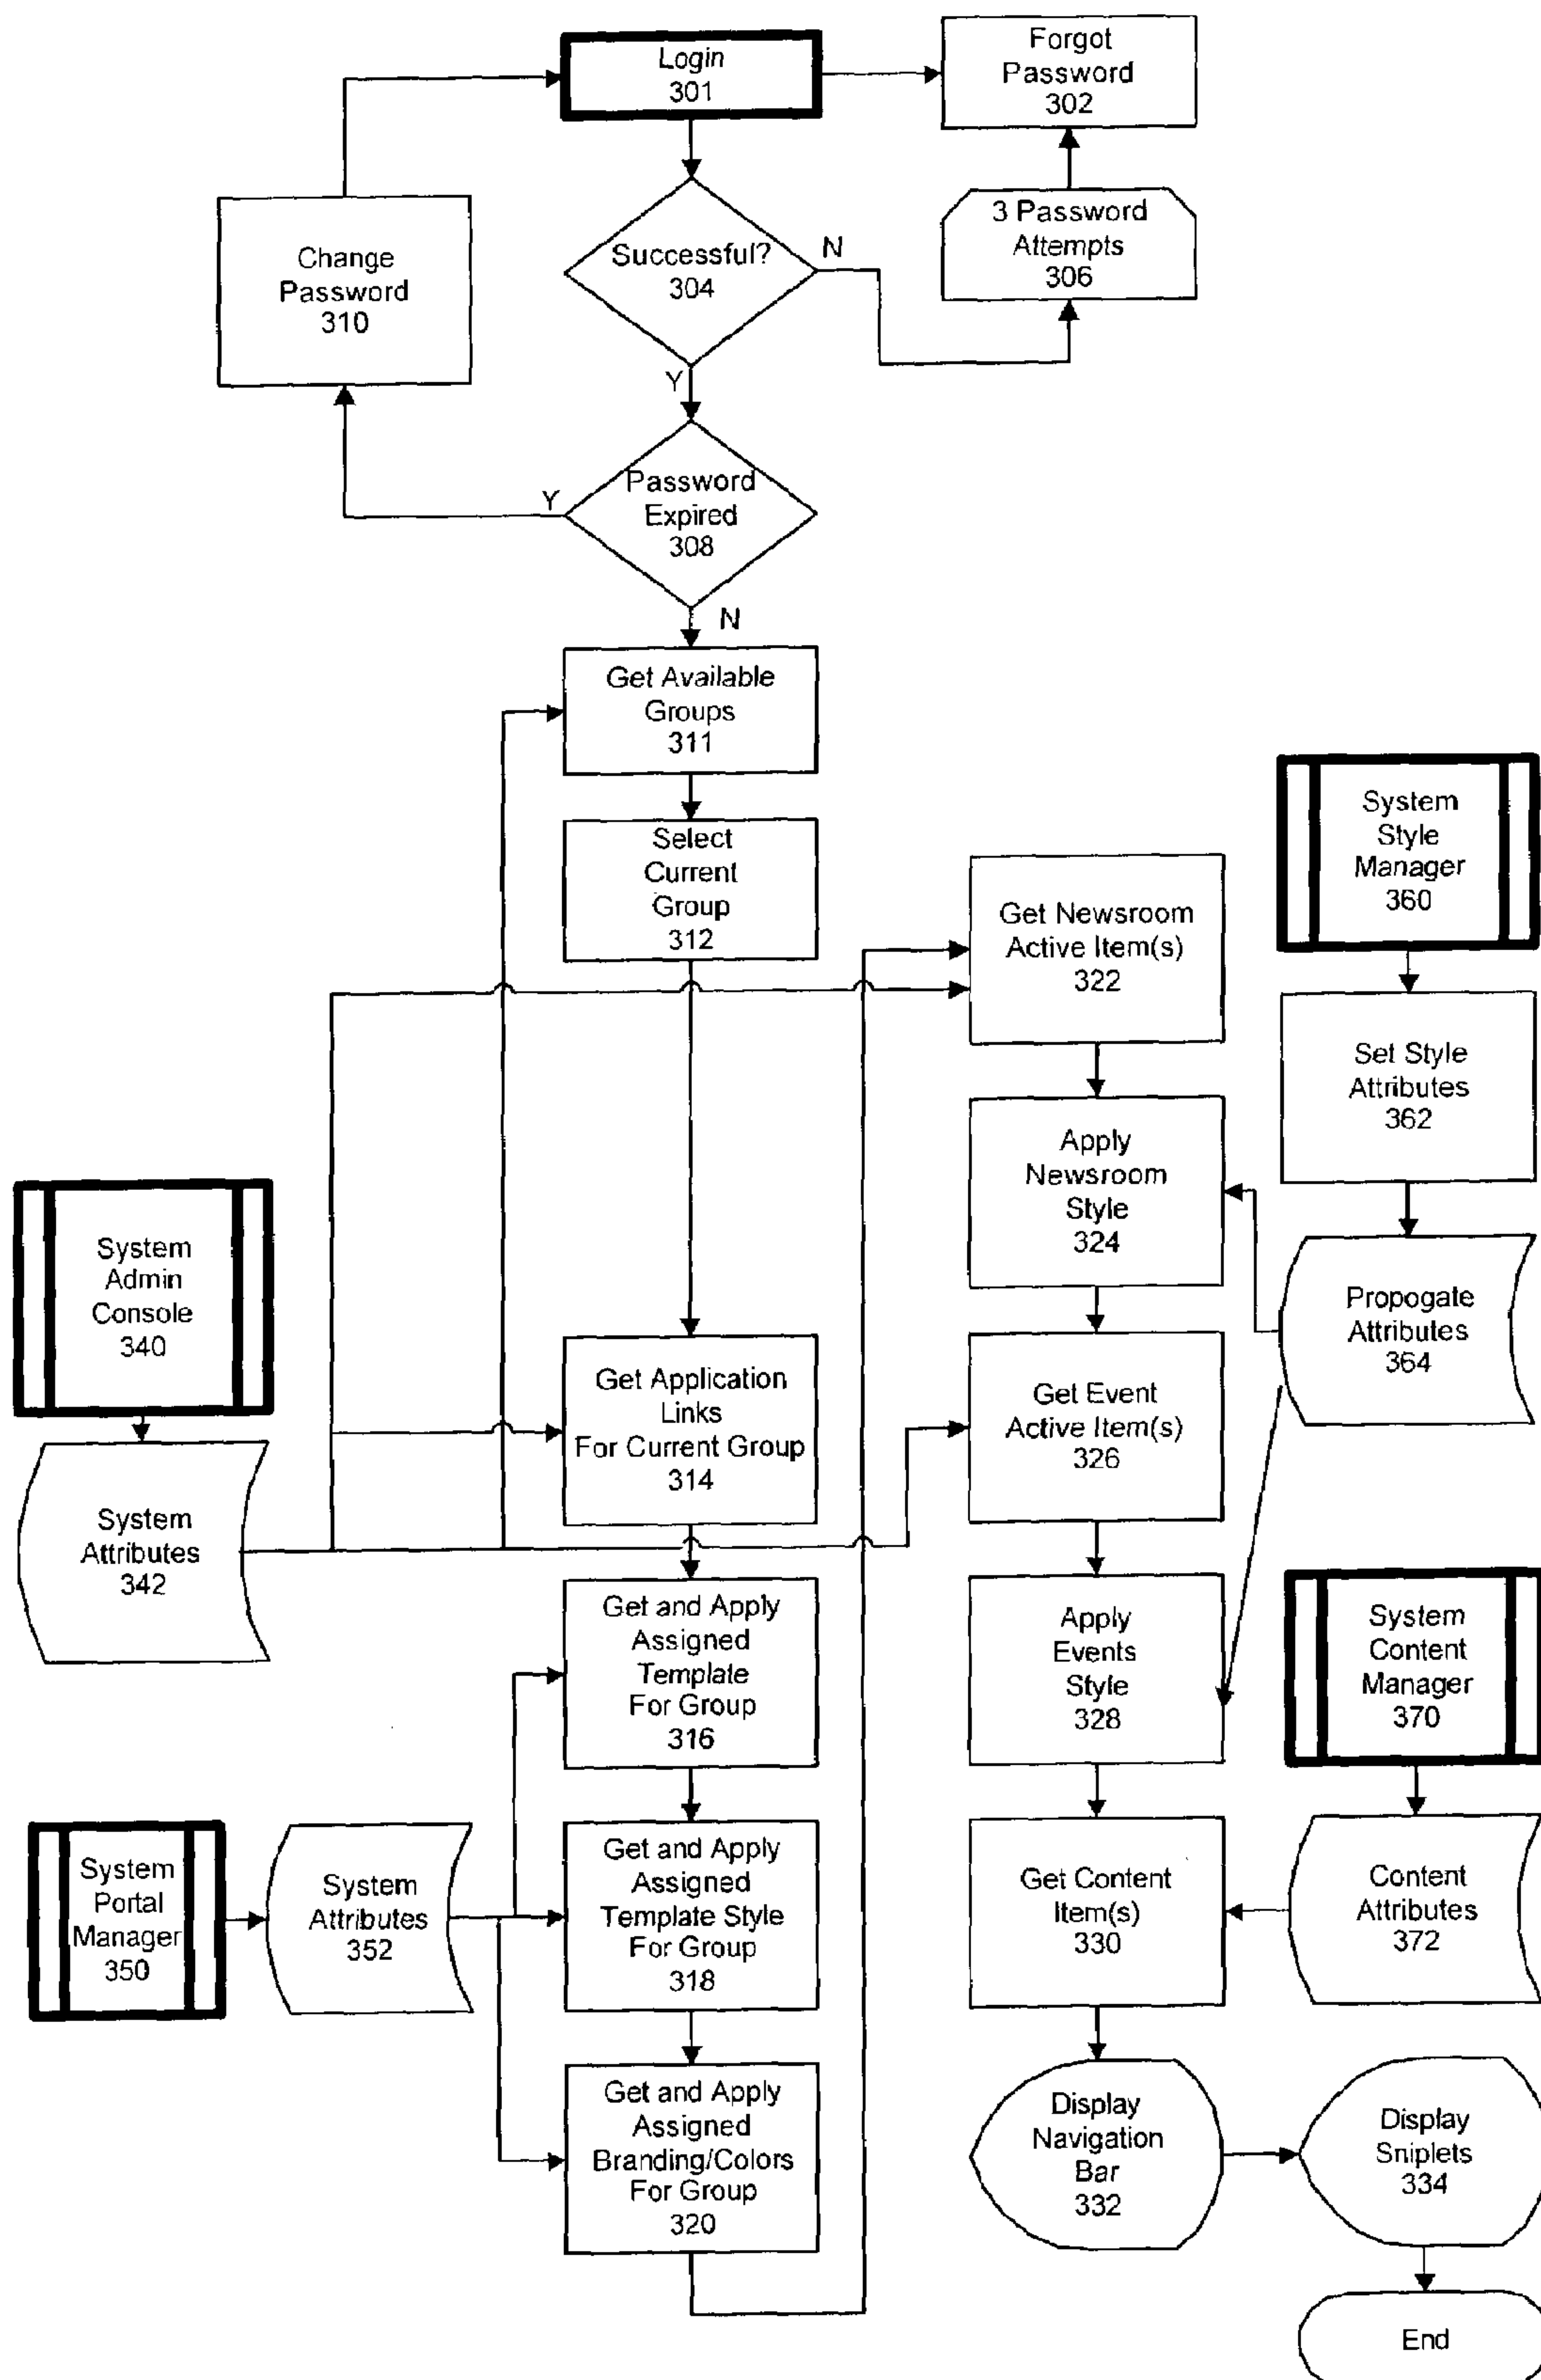 Login
301
Forgot
Password
302
Successful?
304
N
3 Password
Attempts
306
Change
Password
310
Y
Password
Expired
308
Y
N
Get Available
Groups
311
Select
Current
Group
312
Get Newsroom
Active Item(s)
322
System
Style
Manager
360
Set Style
Attributes
362
Apply
Newsroom
Style
324
System
Admin
Console
340
Propogate
Attributes
364
Get Application
Links
For Current Group
314
Get Event
Active Item(s)
326
System
Attributes
342
Get and Apply
Assigned
Template
For Group
316
Apply
Events
Style
328
System
Content
Manager
370
System
Portal
Manager
350
System
Attributes
352
Get and Apply
Assigned
Template Style
For Group
318
Get Content
Item(s)
330
Content
Attributes
372
Get and Apply
Assigned
Branding/Colors
For Group
320
Display
Navigation
Bar
332
Display
Sniplets
334
End